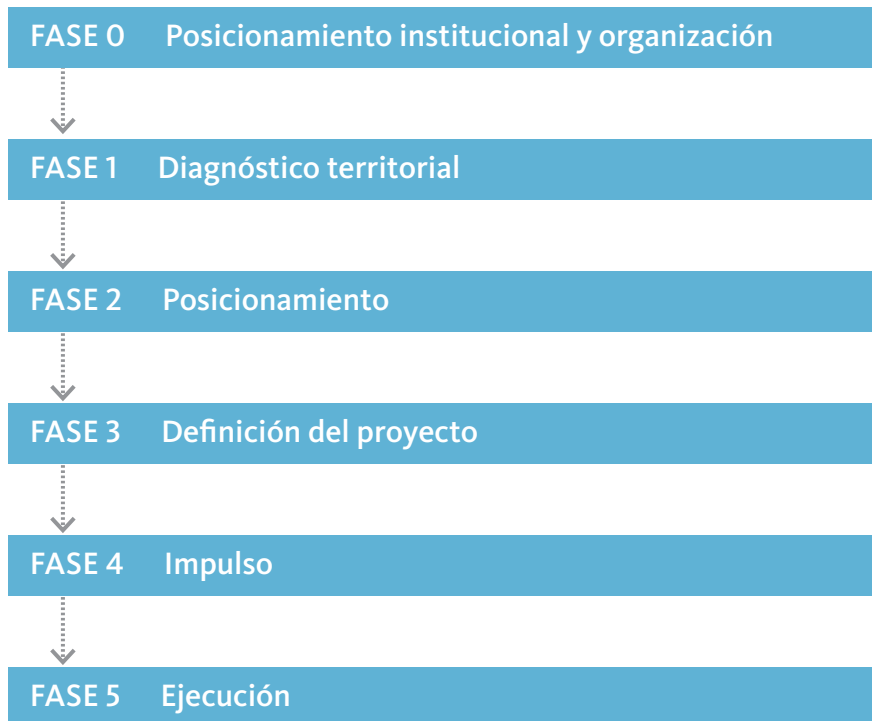 FASE 0 Posicionamiento institucional y organización
FASE 1 Diagnóstico territorial
FASE 2 Posicionamiento
FASE 3 Definición del proyecto
FASE 4 Impulso
FASE 5 Ejecución